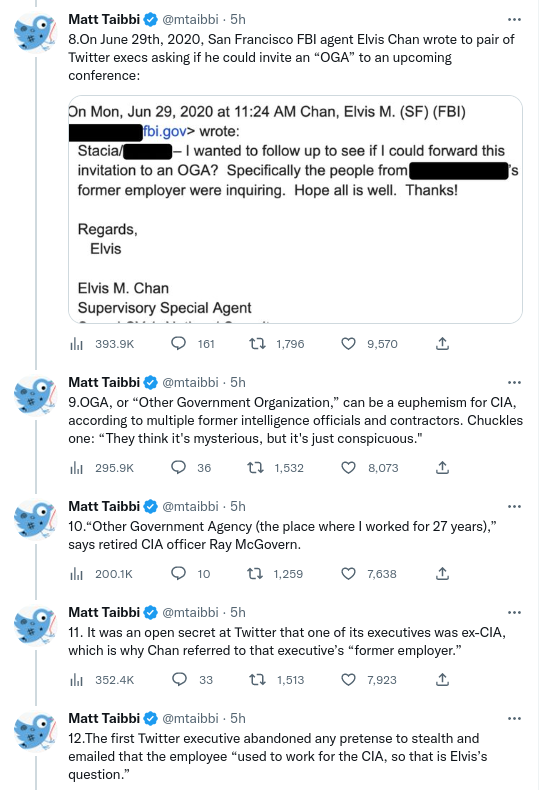 Matt Taibbi @mtaibbi · 5h
8.On June 29th, 2020, San Francisco FBI agent Elvis Chan wrote to pair of
Twitter execs asking if he could invite an “OGA” to an upcoming
conference:
On Mon, Jun 29, 2020 at 11:24 AM Chan, Elvis M. (SF) (FBI)
fbi.gov> wrote:
Stacia/ – I wanted to follow up to see if I could forward this
invitation to an OGA?  Specifically the people from 's
former employer were inquiring.  Hope all is well.  Thanks!
Regards,
Elvis
Elvis M. Chan
Supervisory Special Agent
393.9K 161 1,796 9,570
Matt Taibbi @mtaibbi · 5h
9.OGA, or “Other Government Organization,” can be a euphemism for CIA,
according to multiple former intelligence officials and contractors. Chuckles
one: “They think it's mysterious, but it's just conspicuous."
295.9K 36 1,532 8,073
Matt Taibbi @mtaibbi · 5h
10.“Other Government Agency (the place where I worked for 27 years),”
says retired CIA officer Ray McGovern.
200.1K 10 1,259 7,638
Matt Taibbi @mtaibbi · 5h
11. It was an open secret at Twitter that one of its executives was ex-CIA,
which is why Chan referred to that executive’s “former employer.”
352.4K 33 1,513 7,923
Matt Taibbi @mtaibbi · 5h
12.The first Twitter executive abandoned any pretense to stealth and
emailed that the employee “used to work for the CIA, so that is Elvis’s
question.”